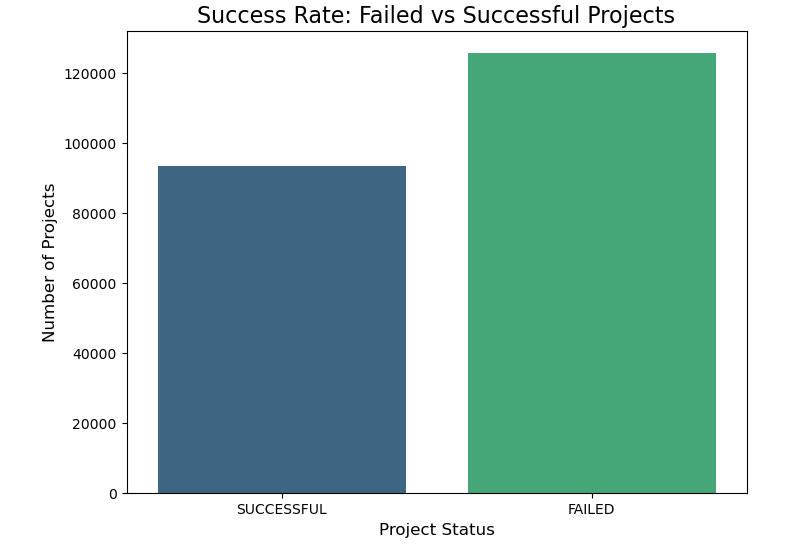 Success Rate: Failed vs Successful Projects
120000
100000
80000
60000
40000
20000
0
Number of Projects
SUCCESSFUL
FAILED
Project Status